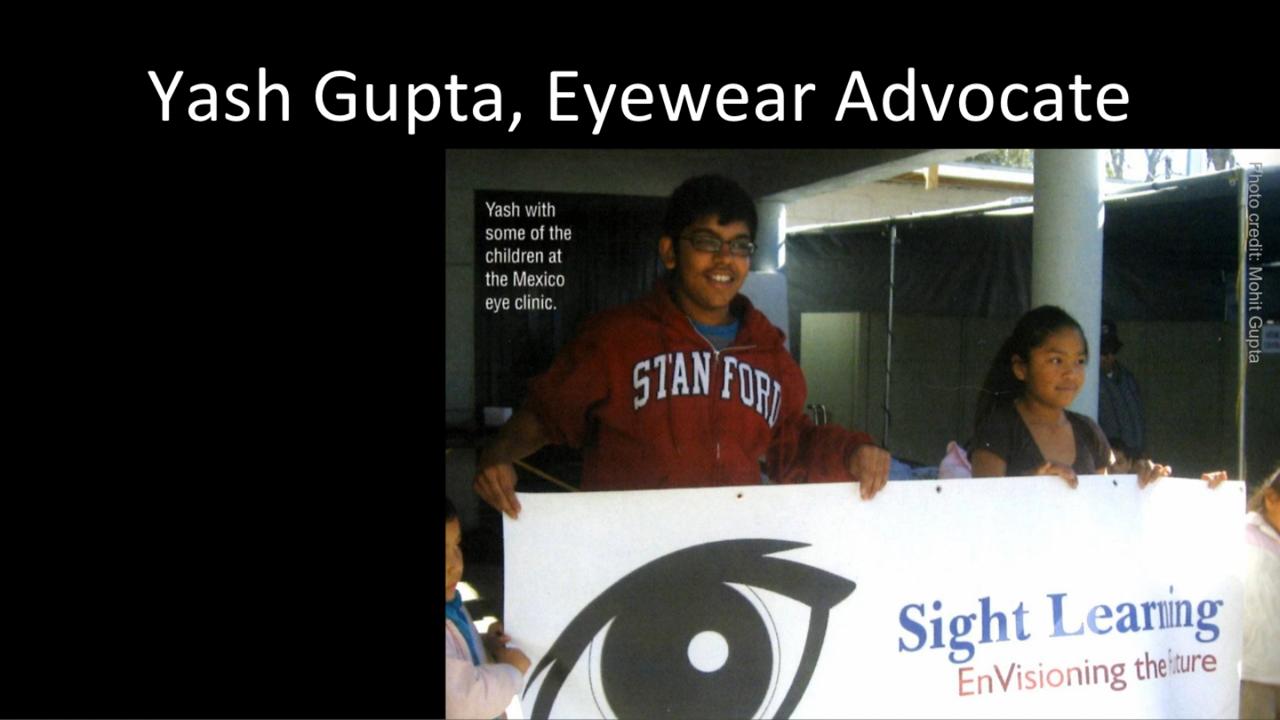 Yash Gupta, Eyewear Advocate
Yash with
some of the
children at
the Mexico
eye clinic.
Photo credit: Mohit Gupta
STANFORD
Sight Learning
EnVisioning the future